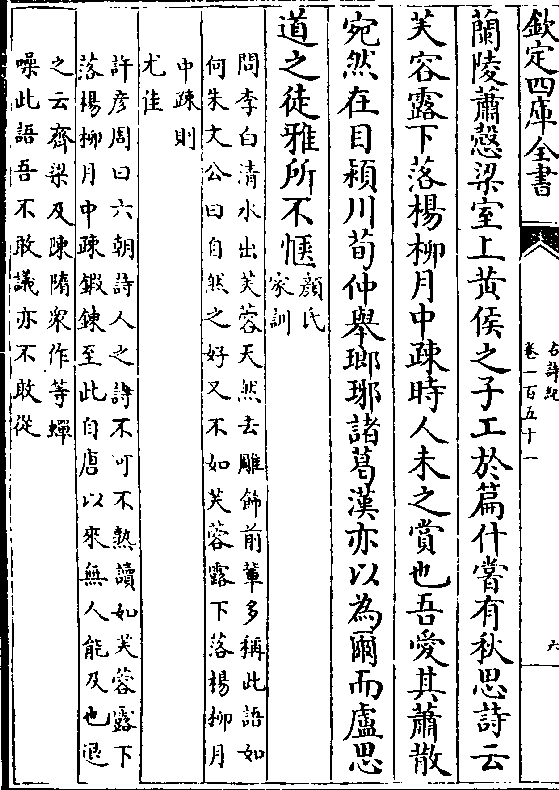 欽定四庫全書
古詩紀
卷一百五十一
六
蘭陵蕭慤梁室上黄侯之子工於篇什嘗有秋思詩云
芙容露下落楊柳月中疎時人未之賞也吾愛其蕭散
宛然在目潁川荀仲舉瑯琊諸葛漢亦以為爾而盧思
道之徒雅所不愜
顔氏
家訓
問李白清水出芙蓉天然去雕飾前輩多稱此語如
何朱文公曰自然之好又不如芙蓉露下落楊柳月
中疎則
尤佳
許彦周曰六朝詩人之詩不可不熟讀如芙蓉露下
落楊柳月中疎鍛鍊至此自唐以來無人能及也退
之云齊梁及陳隋衆作等蟬
噪此語吾不敢議亦不敢從